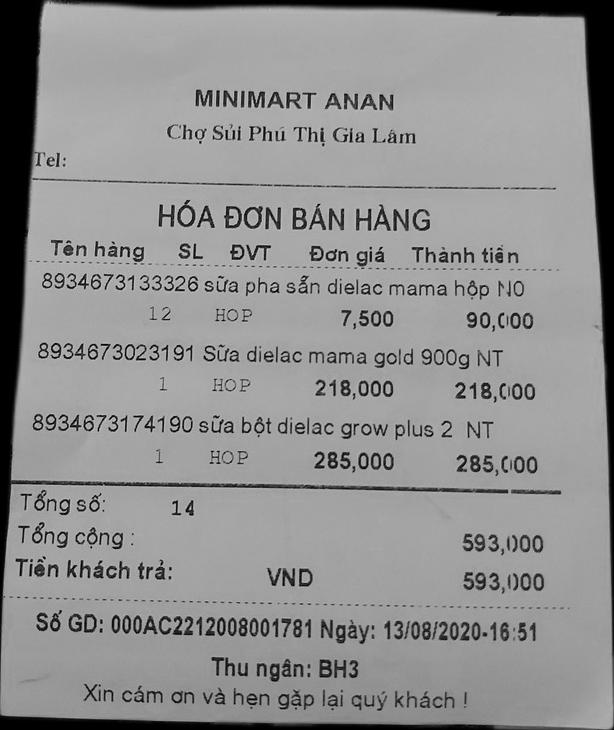 MINIMART ANAN
Chợ Sủi Phú Thị Gia Lâm
Tel:
HÓA ĐƠN BÁN HÀNG
Tên hàng SL ĐVT Đơn giá Thành tiền
8934673133326 sữa pha sẵn dielac mama hộp N0
12 HOP 7,500 90,000
8934673023191 Sữa dielac mama gold 900g NT
1 HOP 218,000 218,000
8934673174190 sữa bột dielac grow plus 2 NT
1 HOP 285,000 285,000
Tổng số: 14
Tổng cộng : 593,000
Tiền khách trả: VND 593,000
Số GD: 000AC2212008001781 Ngày: 13/08/2020-16:51
Thu ngân: BH3
Xin cám ơn và hẹn gặp lại quý khách !